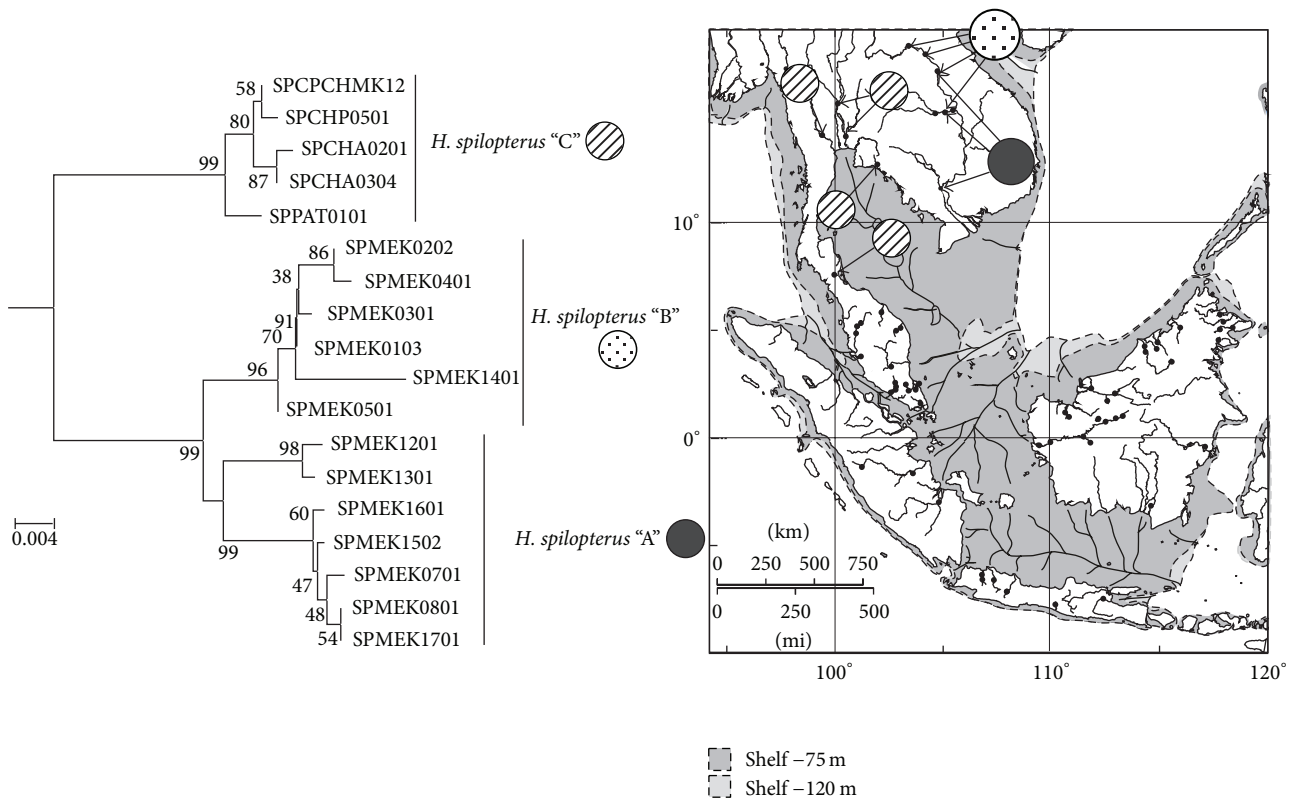 58
SPCPCHMK12
80
SPCHP0501
SPCHA0201
99
87
SPCHA0304
SPPAT0101
H. spilopterus “C”
86
SPMEK0202
38
SPMEK0401
91
SPMEK0301
70
SPMEK0103
96
SPMEK1401
SPMEK0501
H. spilopterus “B”
99
98
SPMEK1201
SPMEK1301
60
SPMEK1601
99
SPMEK1502
47
SPMEK0701
48
SPMEK0801
54
SPMEK1701
H. spilopterus “A”
0.004
10°
0°
(km)
0 250 500 750
0 250 500
(mi)
100° 110° 120°
Shelf −75 m
Shelf −120 m